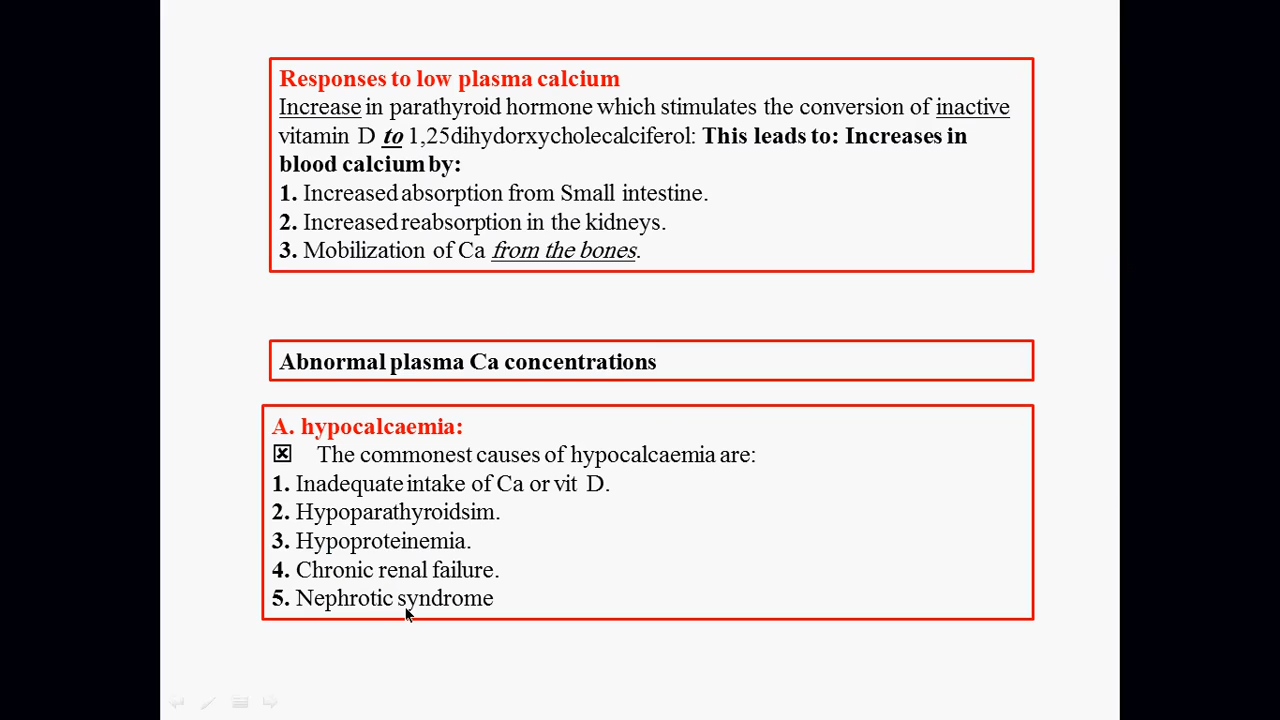 Responses to low plasma calcium
Increase in parathyroid hormone which stimulates the conversion of inactive
vitamin D to 1,25dihydorxycholecalciferol: This leads to: Increases in
blood calcium by:
1. Increased absorption from Small intestine.
2. Increased reabsorption in the kidneys.
3. Mobilization of Ca from the bones.
Abnormal plasma Ca concentrations
A. hypocalcaemia:
☒ The commonest causes of hypocalcaemia are:
1. Inadequate intake of Ca or vit D.
2. Hypoparathyroidsim.
3. Hypoproteinemia.
4. Chronic renal failure.
5. Nephrotic syndrome